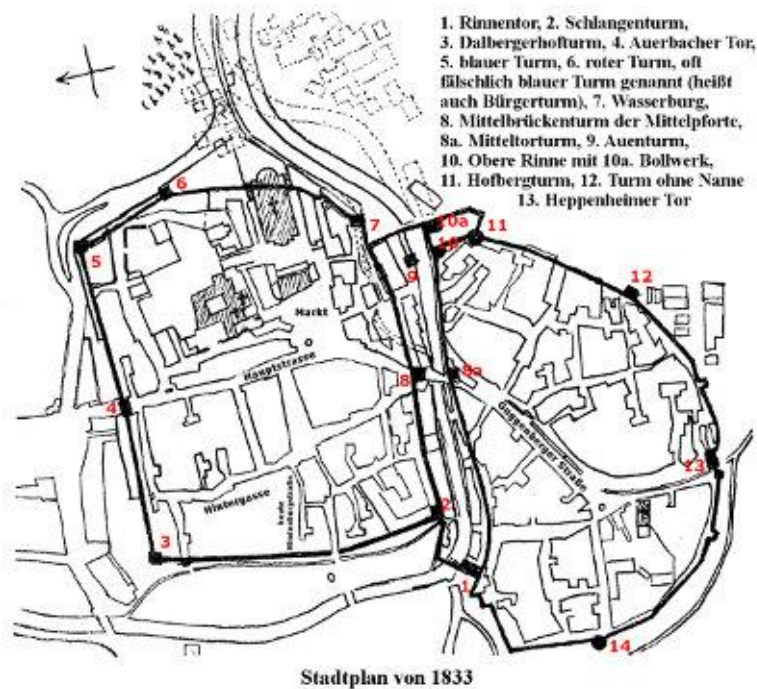 1. Rinnentor, 2. Schlangenturm,
3. Dalbergerhofturm, 4. Auerbacher Tor,
5. blauer Turm, 6. roter Turm, oft
fälschlich blauer Turm genannt (heißt
auch Bürgerturm), 7. Wasserburg,
8. Mittelbrückenturm der Mittelpforte,
8a. Mitteltorturm, 9. Auenturm,
10. Obere Rinne mit 10a. Bollwerk,
11. Hofbergturm, 12. Turm ohne Name
13. Heppenheimer Tor
6
5
7
10a
11
10
9
12
Markt
Hauptstrasse
8
8a
4
Guggenberger Straße
13
Hintergasse
heute
2
3
1
14
Stadtplan von 1833